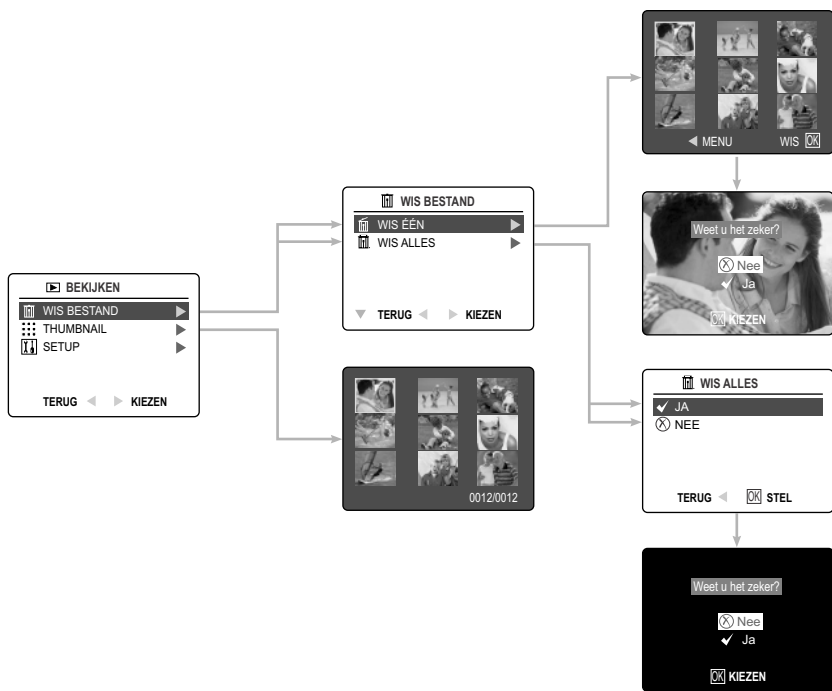 BEKIJKEN
WIS BESTAND
THUMBNAIL
SETUP
TERUG KIEZEN
WIS BESTAND
WIS ÉÉN
WIS ALLES
TERUG KIEZEN
0012/0012
MENU WIS OK
Weet u het zeker?
Nee
Ja
OK KIEZEN
WIS ALLES
JA
NEE
TERUG OK STEL
Weet u het zeker?
Nee
Ja
OK KIEZEN